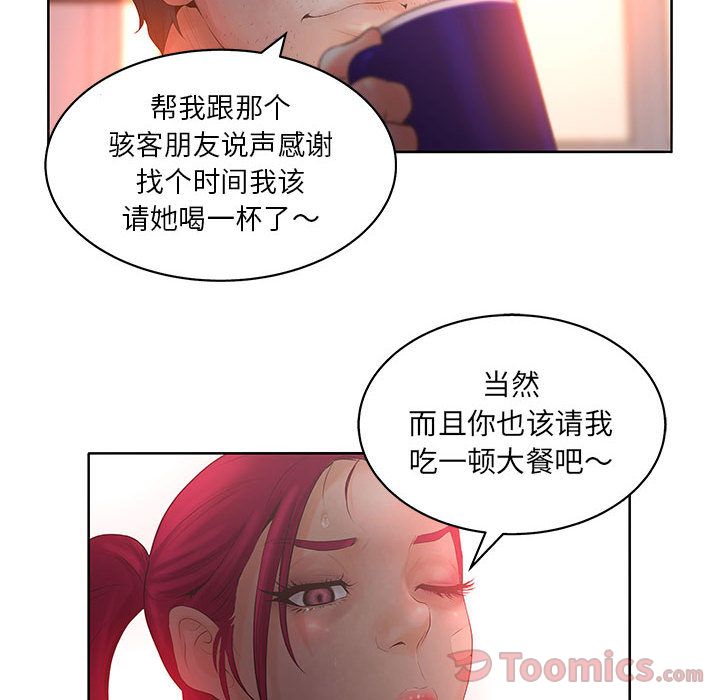 帮我跟那个
骇客朋友说声感谢
找个时间我该
请她喝一杯了～
当然
而且你也该请我
吃一顿大餐吧～
Toomics.com